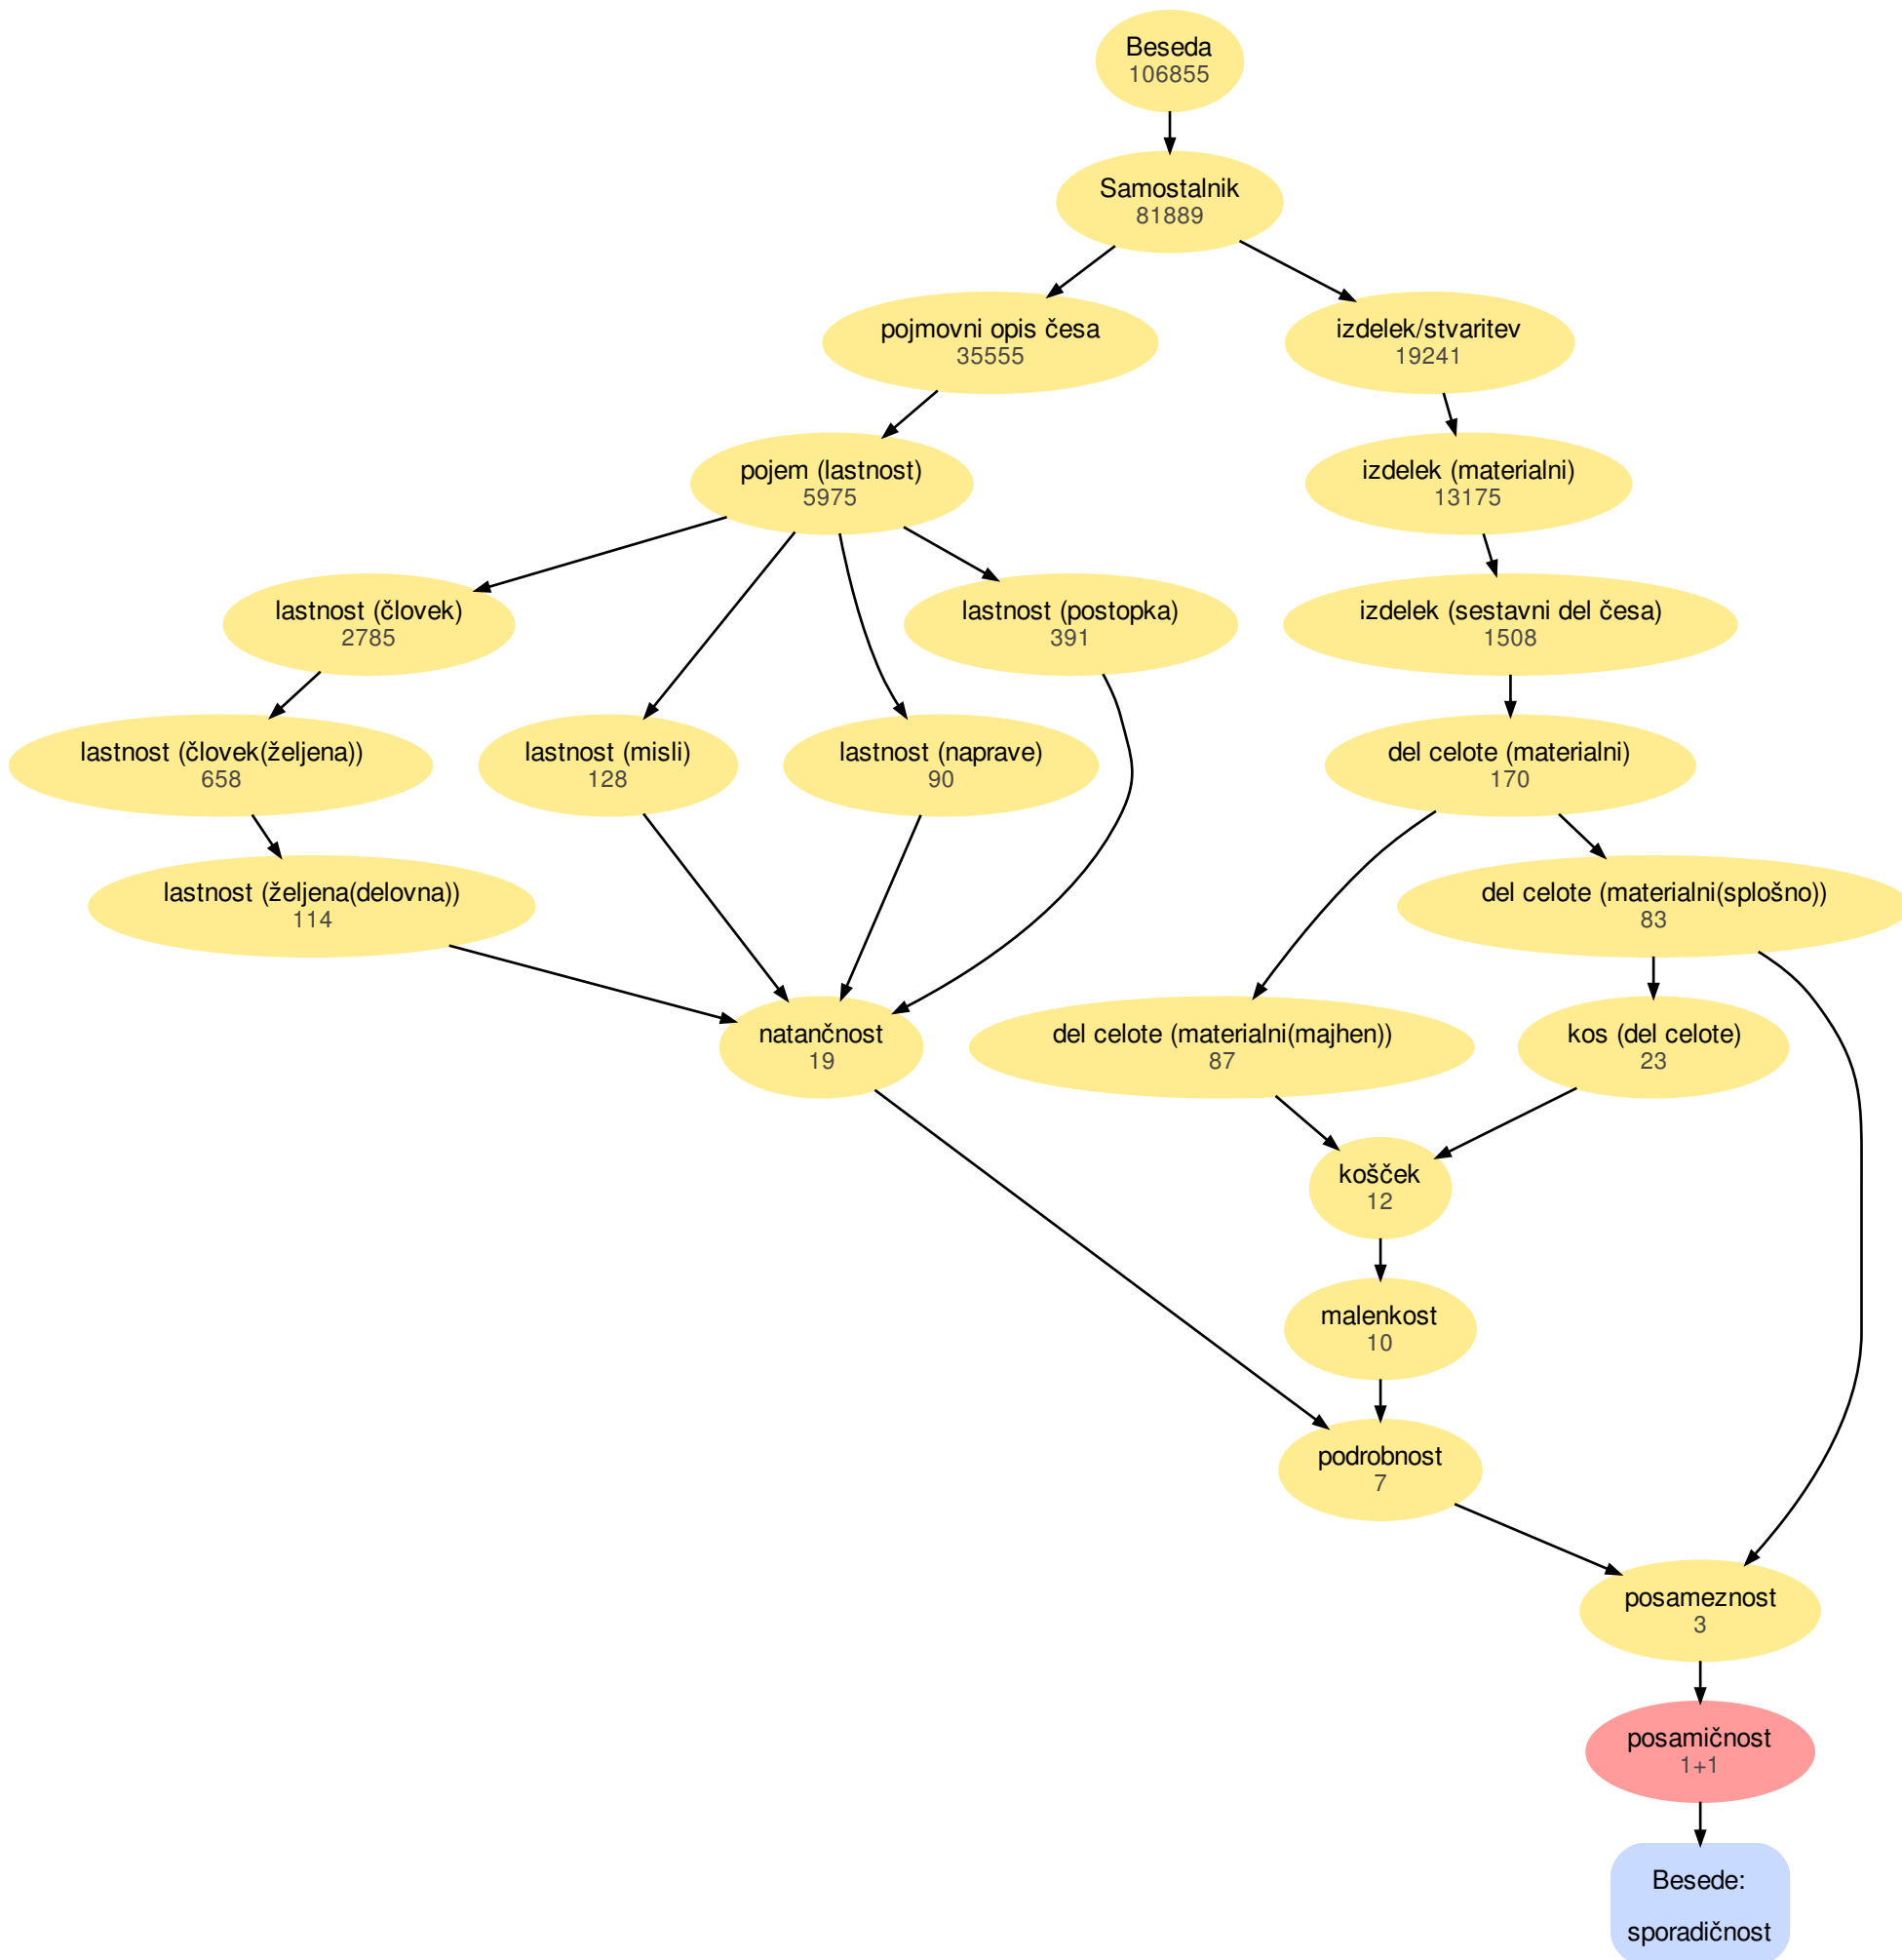 Beseda
106855
Samostalnik
81889
pojmovni opis česa
35555
izdelek/stvaritev
19241
pojem (lastnost)
5975
izdelek (materialni)
13175
lastnost (človek)
2785
lastnost (postopka)
391
izdelek (sestavni del česa)
1508
lastnost (človek(željena))
658
lastnost (misli)
128
lastnost (naprave)
90
del celote (materialni)
170
lastnost (željena(delovna))
114
del celote (materialni(splošno))
83
natančnost
19
del celote (materialni(majhen))
87
kos (del celote)
23
košček
12
malenkost
10
podrobnost
7
posameznost
3
posamičnost
1+1
Besede:
sporadičnost